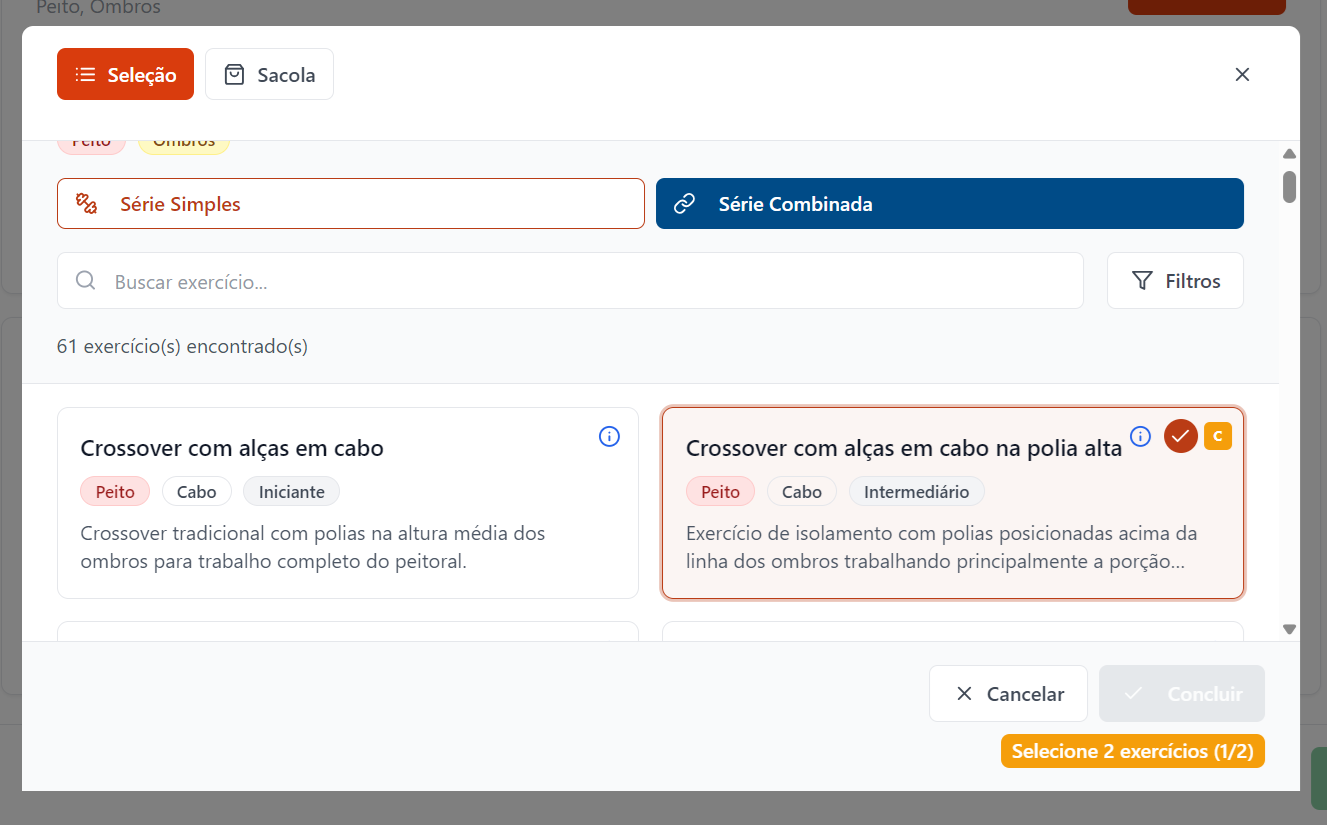 Peito, Ombros
Seleção
Sacola
Peito
Ombros
Série Simples
Série Combinada
Buscar exercício...
Filtros
61 exercício(s) encontrado(s)
Crossover com alças em cabo
Peito
Cabo
Iniciante
Crossover tradicional com polias na altura média dos
ombros para trabalho completo do peitoral.
Crossover com alças em cabo na polia alta
C
Peito
Cabo
Intermediário
Exercício de isolamento com polias posicionadas acima da
linha dos ombros trabalhando principalmente a porção...
Cancelar
Concluir
Selecione 2 exercícios (1/2)